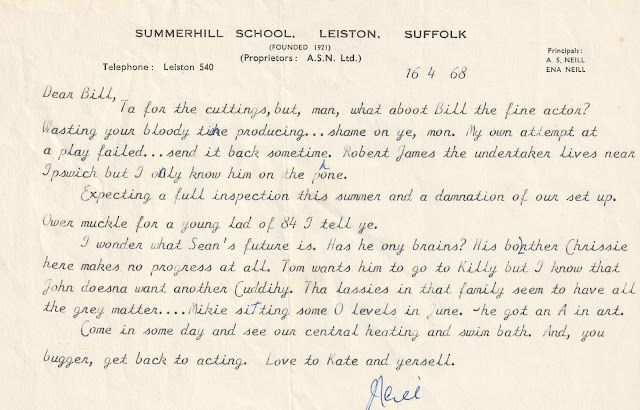 SUMMERHILL SCHOOL, LEISTON, SUFFOLK
(FOUNDED 1921)
(Proprietors: A.S.N. Ltd.)
Telephone: Leiston 540
Principals:
A. S. NEILL
ENA NEILL
16 4 68
Dear Bill,
Ta for the cuttings, but, man, what aboot Bill the fine actor?
Wasting your bloody time producing...shame on ye, mon. My own attempt at
a play failed...send it back sometime. Robert James the undertaker lives near
Ipswich but I only know him on the phone.
Expecting a full inspection this summer and a damnation of our set up.
Ower muckle for a young lad of 84 I tell ye.
I wonder what Sean's future is. Has he ony brains? His borther Chrissie
here makes no progress at all. Tom wants him to go to Killy but I know that
John doesna want another Cuddihy. Tha lassies in that family seem to have all
the grey matter....Mikie sitting some O levels in june. he got an A in art.
Come in some day and see our central heating and swim bath. And, you
bugger, get back to acting. Love to Kate and yersell.
Neill